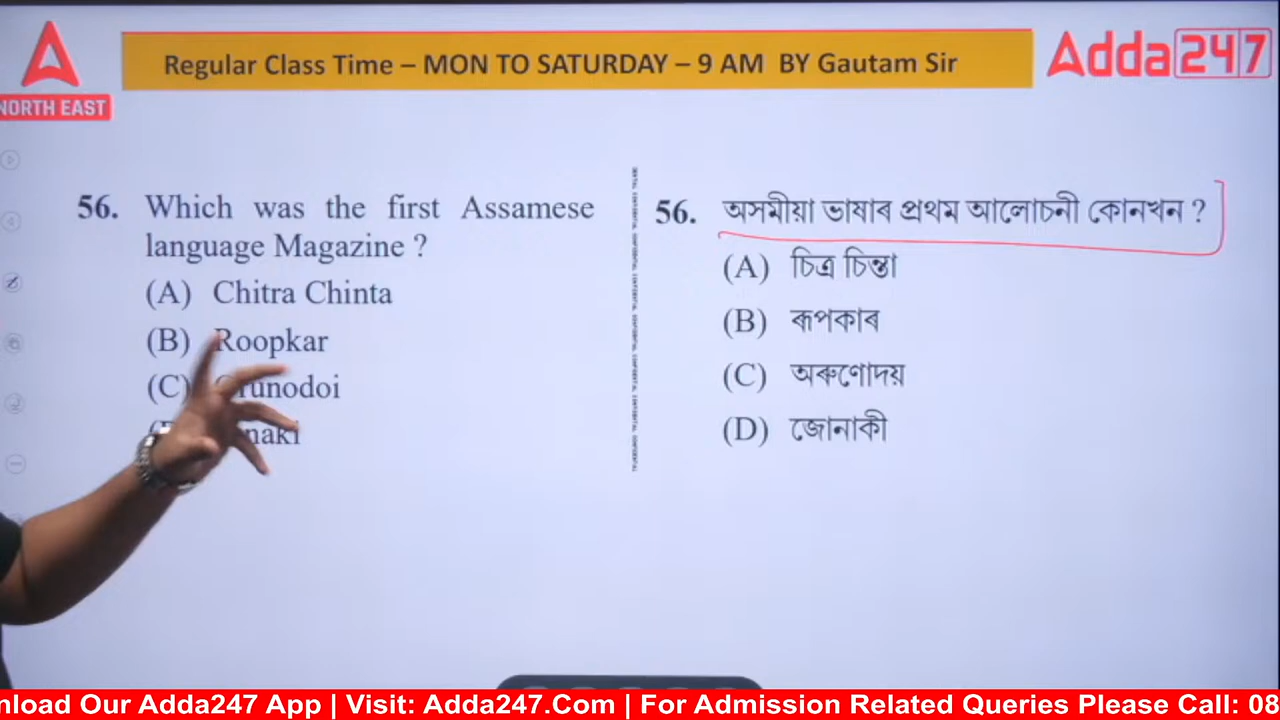 Regular Class Time – MON TO SATURDAY – 9 AM BY Gautam Sir
Adda247
NORTH EAST
56. Which was the first Assamese
language Magazine ?
(A) Chitra Chinta
(B) Roopkar
(C)
56. অসমীয়া ভাষাৰ প্ৰথম আলোচনী কোনখন ?
(A) চিত্ৰ চিন্তা
(B) ৰূপকাৰ
(C) অৰুণোদয়
(D) জোনাকী
nload Our Adda247 App | Visit: Adda247.Com | For Admission Related Queries Please Call: 08